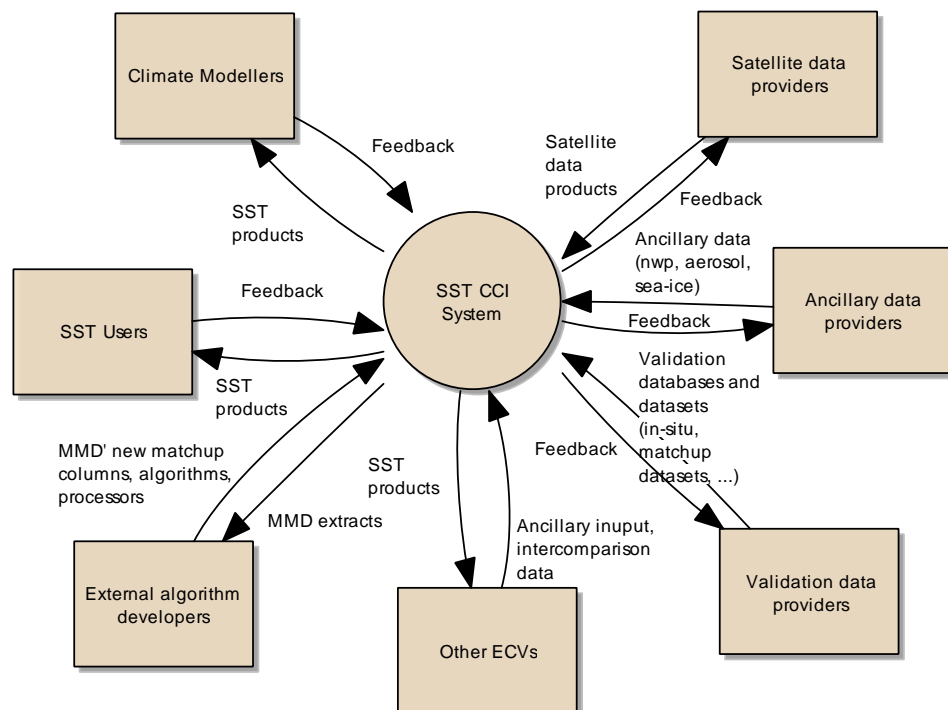 Climate Modellers
Satellite data
providers
Feedback
Satellite
data
products
SST
products
Feedback
Ancillary data
(nwp, aerosol,
sea-ice)
SST CCI
System
Feedback
SST Users
Feedback
Ancillary data
providers
SST
products
Validation
databases and
datasets
(in-situ,
matchup
datasets, ...)
MMD' new matchup
columns, algorithms,
processors
SST
products
Feedback
MMD extracts
Ancillary inuput,
intercomparison
data
External algorithm
developers
Other ECVs
Validation data
providers